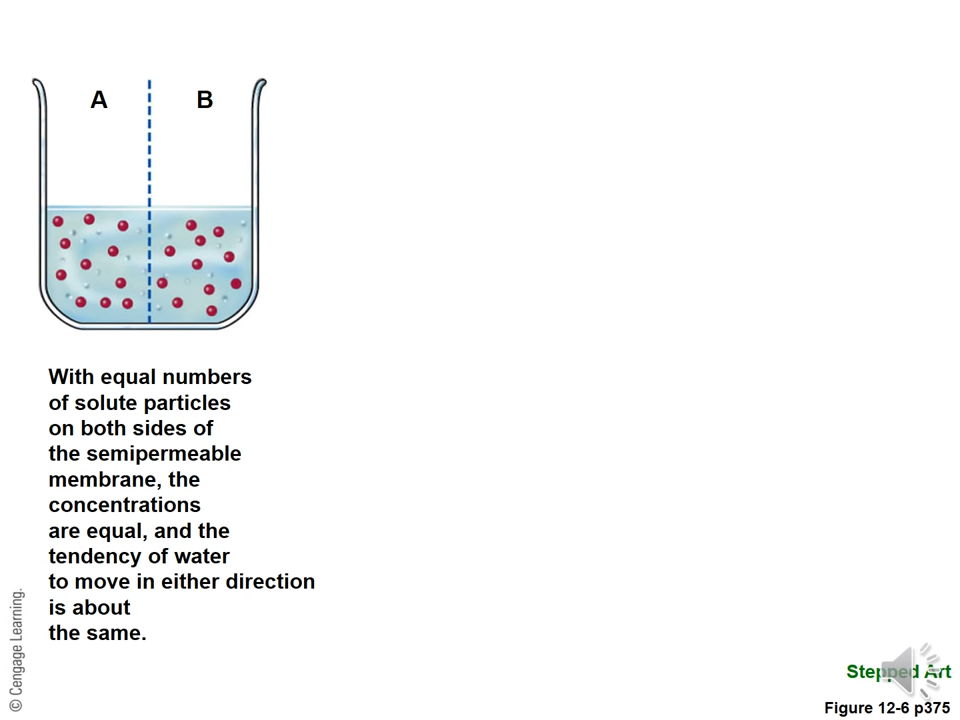 A B
With equal numbers
of solute particles
on both sides of
the semipermeable
membrane, the
concentrations
are equal, and the
tendency of water
to move in either direction
is about
the same.
© Cengage Learning.
Stepped Art
Figure 12-6 p375